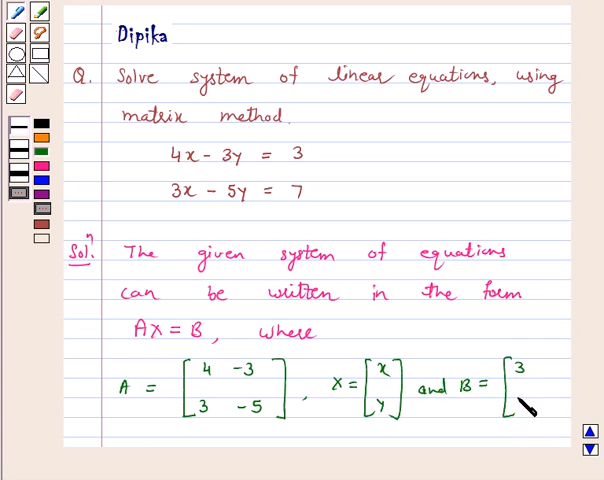 Dipika
Q. Solve system of linear equations, using
matrix method.
4x - 3y = 3
3x - 5y = 7
Solⁿ. The given system of equations
can be written in the form
AX = B, where
A = [4 -3
3 -5], X = [x
y] and B = [3